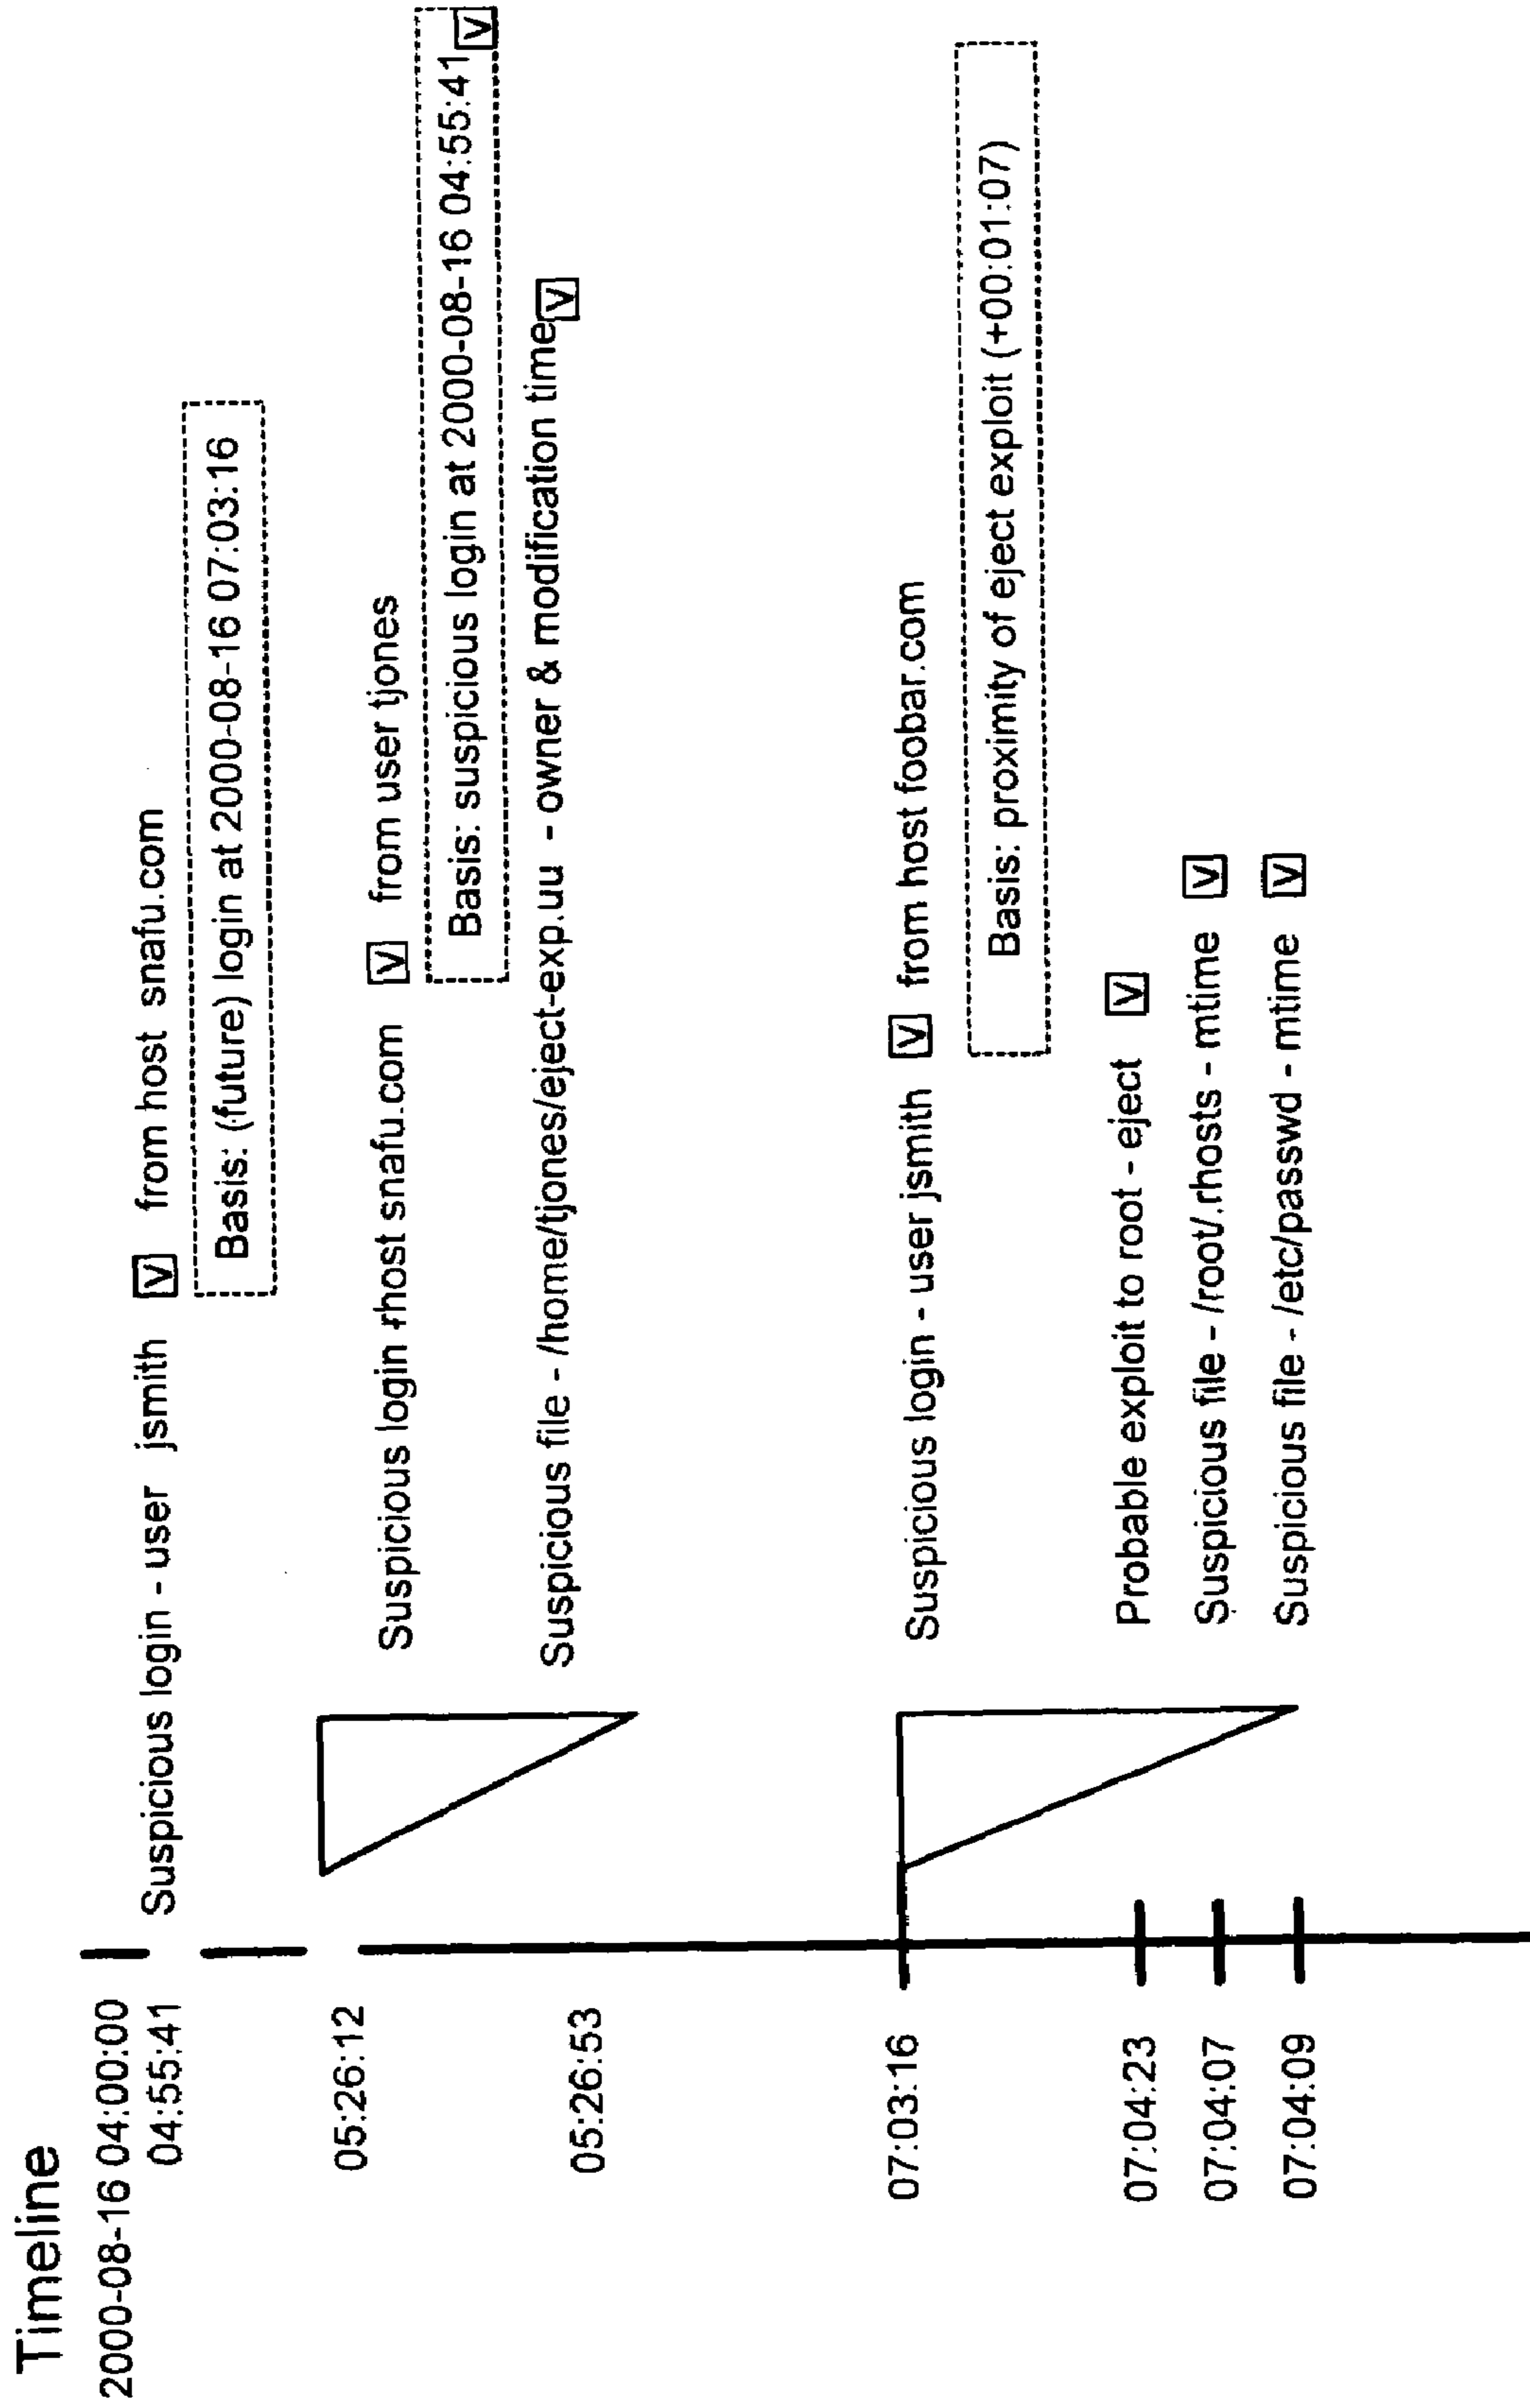 Timeline
2000-08-16 04:00:00
04:55:41 Suspicious login - user jsmith V from host snafu.com
Basis: (future) login at 2000-08-16 07:03:16
05:26:12 Suspicious login rhost snafu.com V from user tjones
Basis: suspicious login at 2000-08-16 04:55:41 V
05:26:53 Suspicious file - /home/tjones/eject-exp.uu - owner & modification time V
07:03:16 Suspicious login - user jsmith V from host foobar.com
Basis: proximity of eject exploit (+00:01:07)
07:04:23 Probable exploit to root - eject V
07:04:07 Suspicious file - /root/.rhosts - mtime V
07:04:09 Suspicious file - /etc/passwd - mtime V